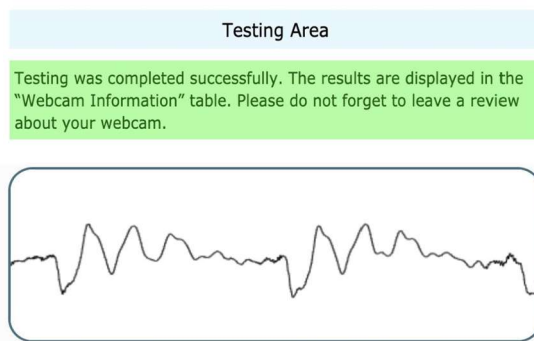 Testing Area
Testing was completed successfully. The results are displayed in the
“Webcam Information” table. Please do not forget to leave a review
about your webcam.